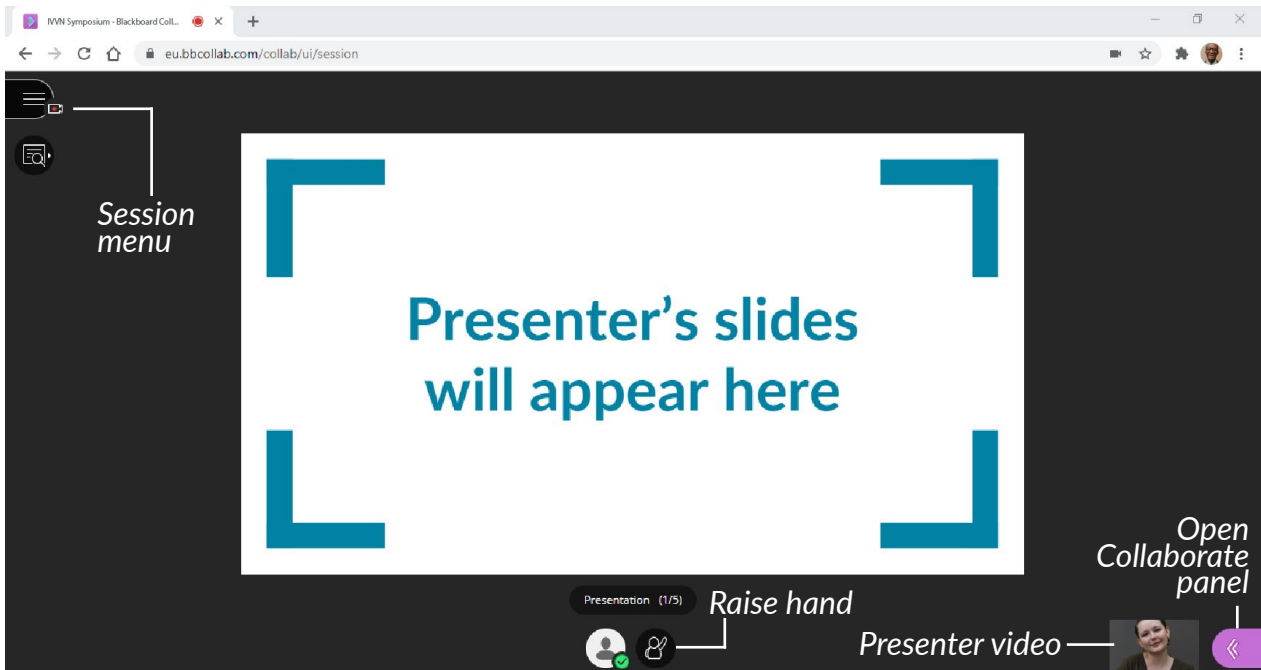 IVVN Symposium - Blackboard Coll...
eu.bbcollab.com/collab/ui/session
Session
menu
Presenter's slides
will appear here
Open
Collaborate
panel
Presentation (1/5)
Raise hand
Presenter video